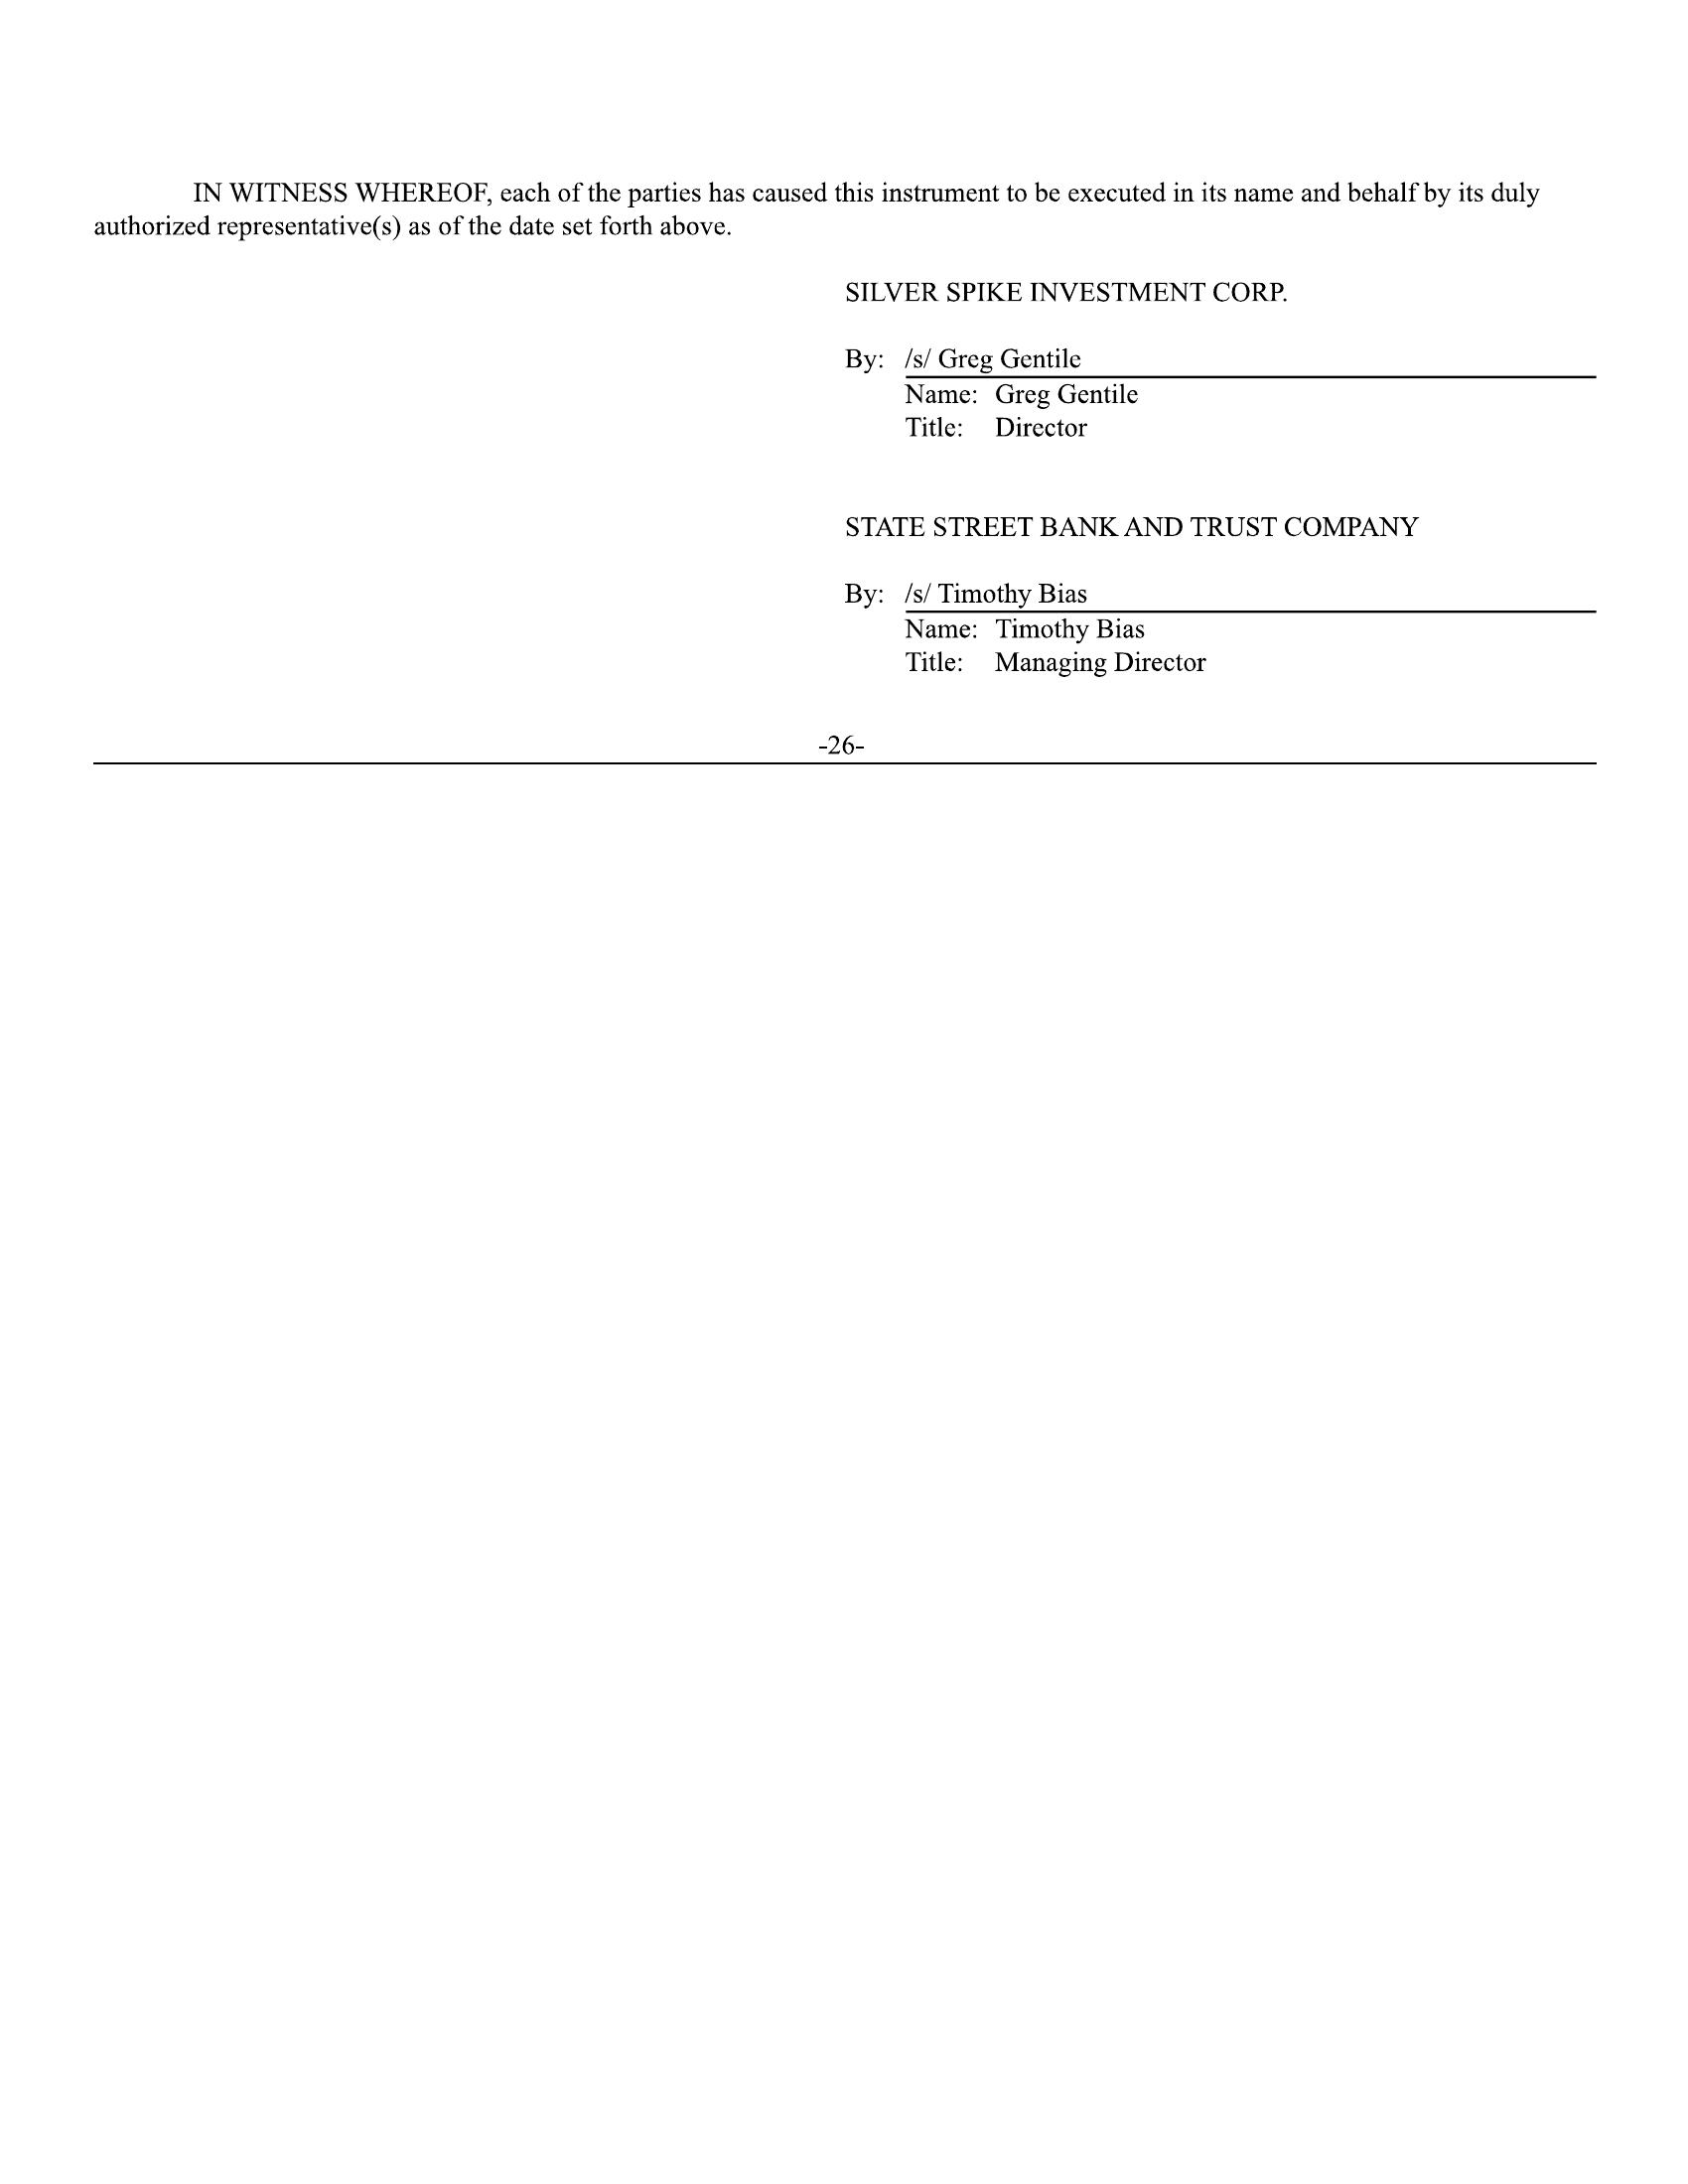 IN WITNESS WHEREOF, each of the parties has caused this instrument to be executed in its name and behalf by its duly
authorized representative(s) as of the date set forth above.
SILVER SPIKE INVESTMENT CORP.
By: /s/ Greg Gentile
Name: Greg Gentile
Title: Director
STATE STREET BANK AND TRUST COMPANY
By: /s/ Timothy Bias
Name: Timothy Bias
Title: Managing Director
-26-